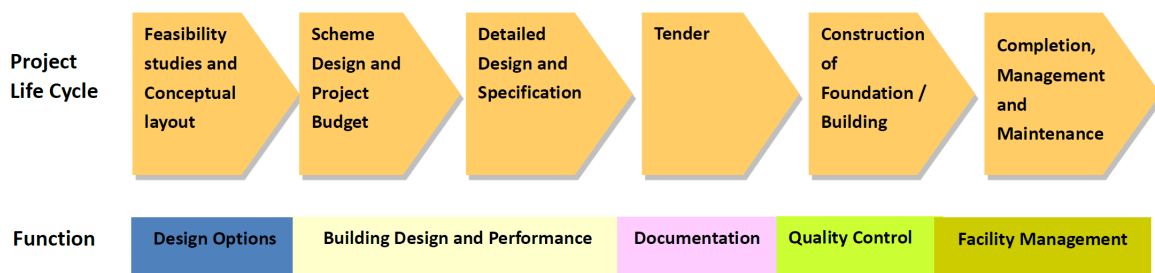 Project
Life Cycle
Feasibility
studies and
Conceptual
layout
Scheme
Design and
Project
Budget
Detailed
Design and
Specification
Tender
Construction
of
Foundation /
Building
Completion,
Management
and
Maintenance
Function
Design Options
Building Design and Performance
Documentation
Quality Control
Facility Management